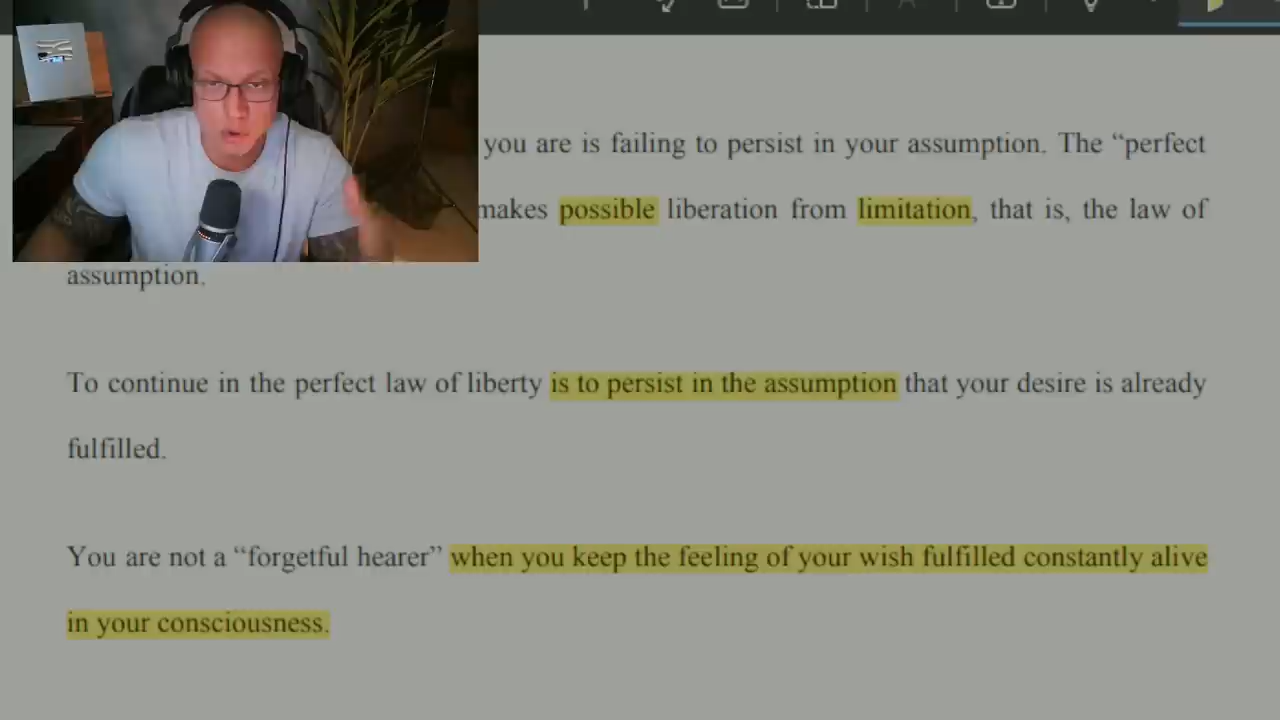 you are is failing to persist in your assumption. The “perfect
makes possible liberation from limitation, that is, the law of
assumption.
To continue in the perfect law of liberty is to persist in the assumption that your desire is already
fulfilled.
You are not a “forgetful hearer” when you keep the feeling of your wish fulfilled constantly alive
in your consciousness.